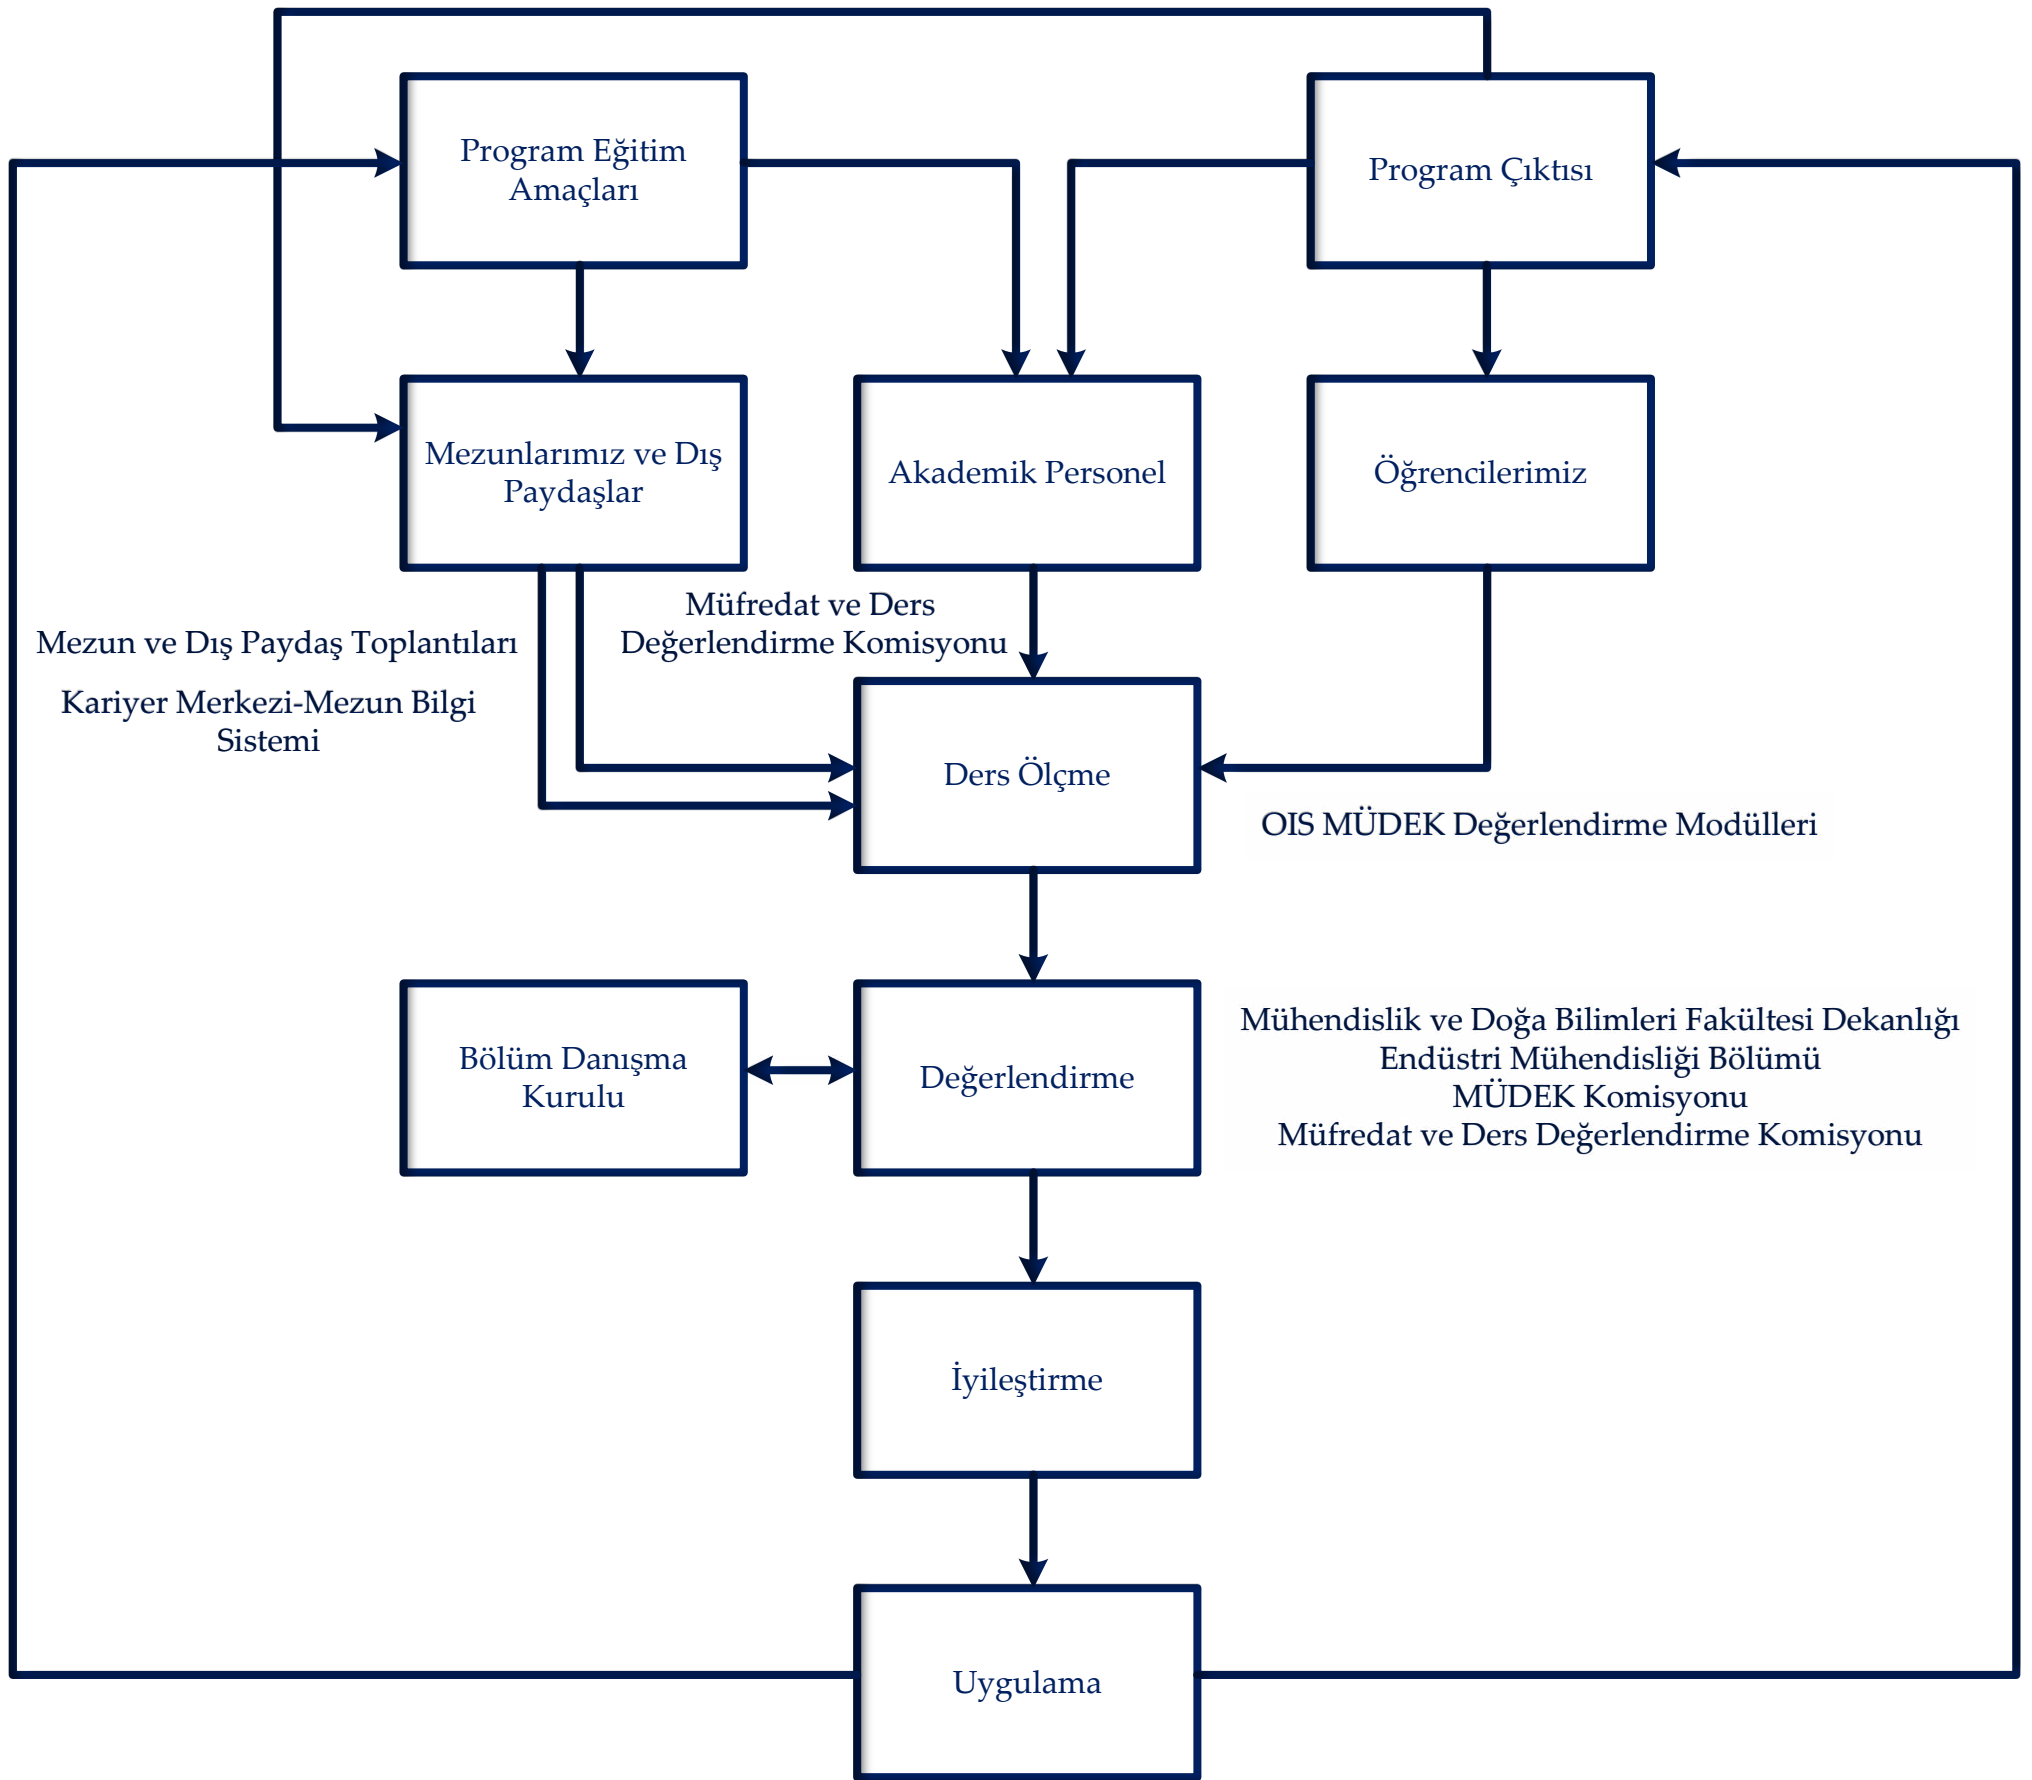 Program Eğitim
Amaçları
Program Çıktısı
Mezunlarımız ve Dış
Paydaşlar
Akademik Personel
Öğrencilerimiz
Müfredat ve Ders
Değerlendirme Komisyonu
Mezun ve Dış Paydaş Toplantıları
Kariyer Merkezi-Mezun Bilgi
Sistemi
Ders Ölçme
OIS MÜDEK Değerlendirme Modülleri
Bölüm Danışma
Kurulu
Değerlendirme
Mühendislik ve Doğa Bilimleri Fakültesi Dekanlığı
Endüstri Mühendisliği Bölümü
MÜDEK Komisyonu
Müfredat ve Ders Değerlendirme Komisyonu
İyileştirme
Uygulama